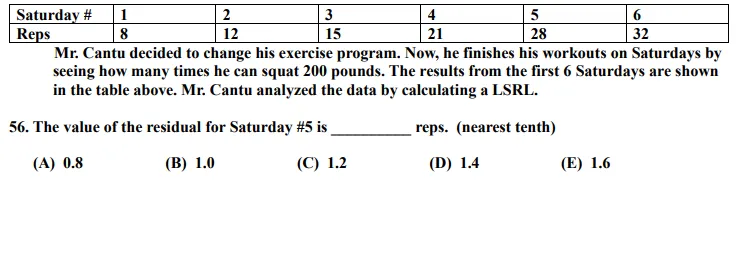 Saturday # 1 2 3 4 5 6
Reps 8 12 15 21 28 32
Mr. Cantu decided to change his exercise program. Now, he finishes his workouts on Saturdays by
seeing how many times he can squat 200 pounds. The results from the first 6 Saturdays are shown
in the table above. Mr. Cantu analyzed the data by calculating a LSRL.
56. The value of the residual for Saturday #5 is __________ reps. (nearest tenth)
(A) 0.8 (B) 1.0 (C) 1.2 (D) 1.4 (E) 1.6